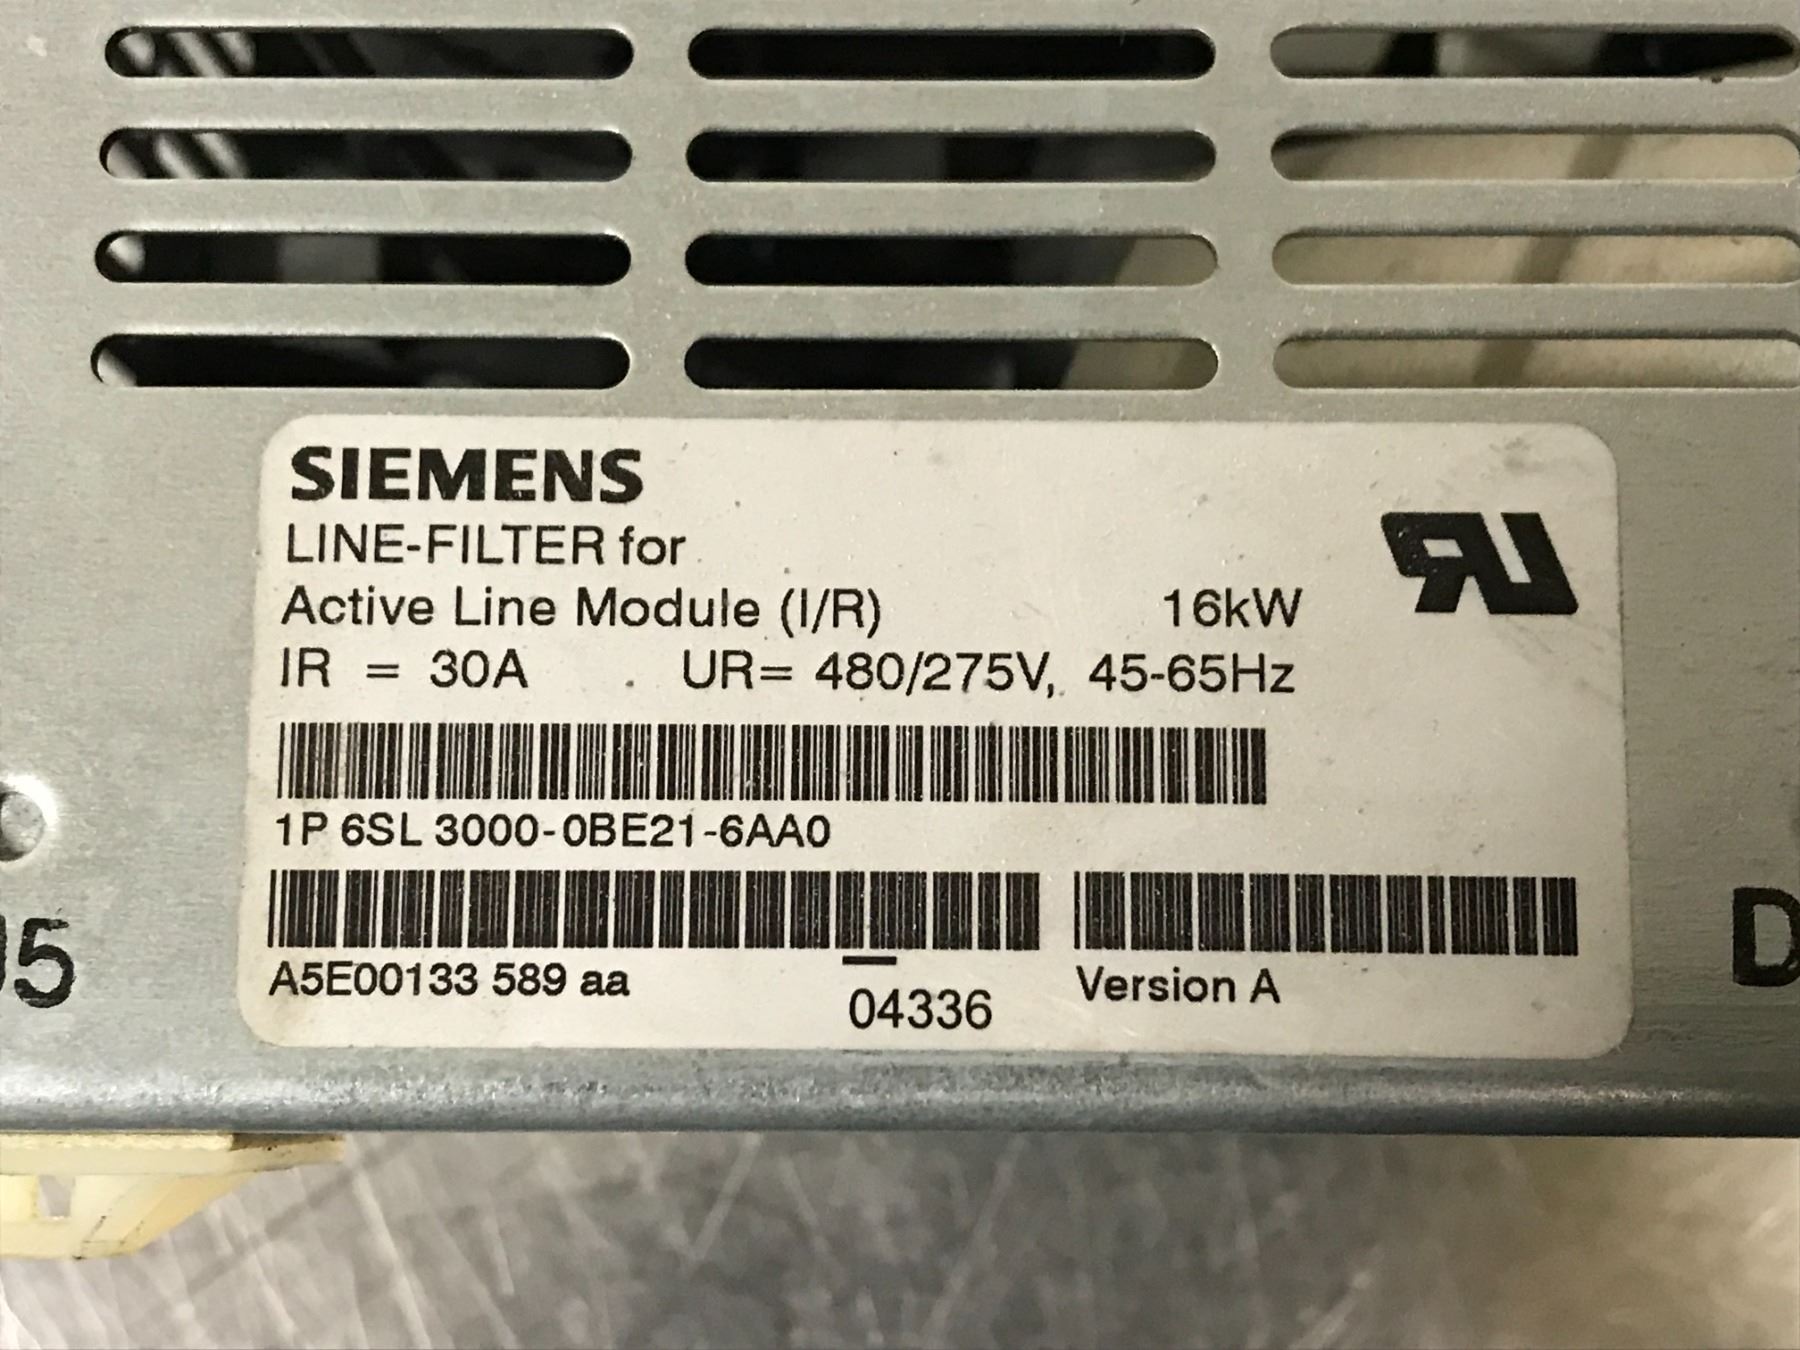 SIEMENS
LINE-FILTER for
Active Line Module (I/R) 16kW
IR = 30A UR= 480/275V, 45-65Hz
1P 6SL 3000-0BE21-6AA0
A5E00133 589 aa
04336
Version A